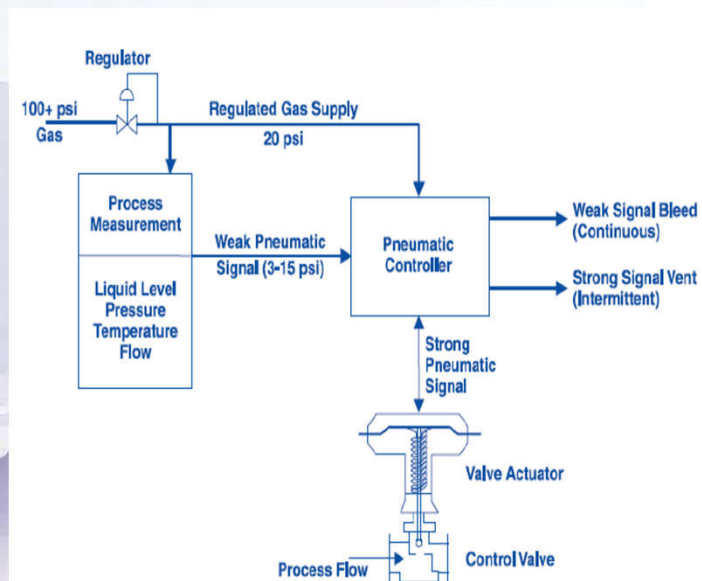 Regulator
100+ psi
Gas
Regulated Gas Supply
20 psi
Process
Measurement
Liquid Level
Pressure
Temperature
Flow
Weak Pneumatic
Signal (3-15 psi)
Pneumatic
Controller
Weak Signal Bleed
(Continuous)
Strong Signal Vent
(Intermittent)
Strong
Pneumatic
Signal
Valve Actuator
Process Flow
Control Valve